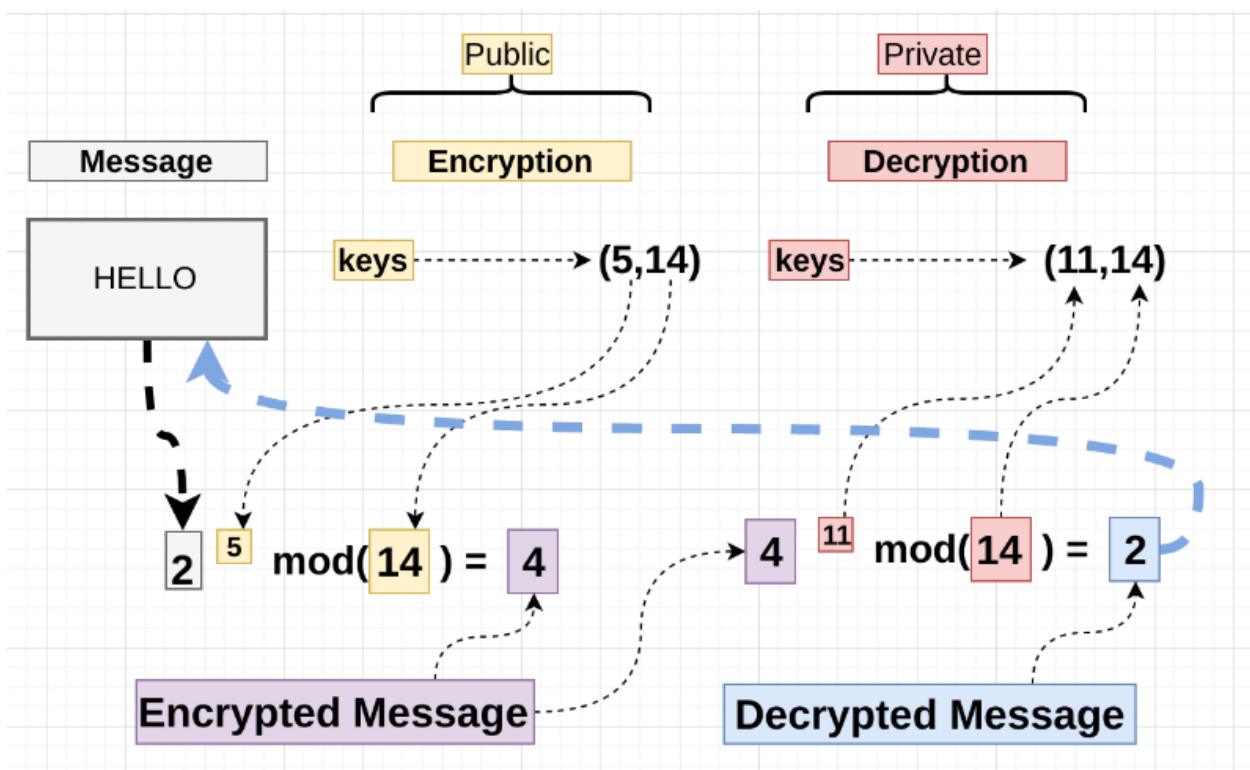 Public
Private
Message
Encryption
Decryption
HELLO
keys
(5,14)
keys
(11,14)
2 5 mod( 14 ) = 4
4 11 mod( 14 ) = 2
Encrypted Message
Decrypted Message